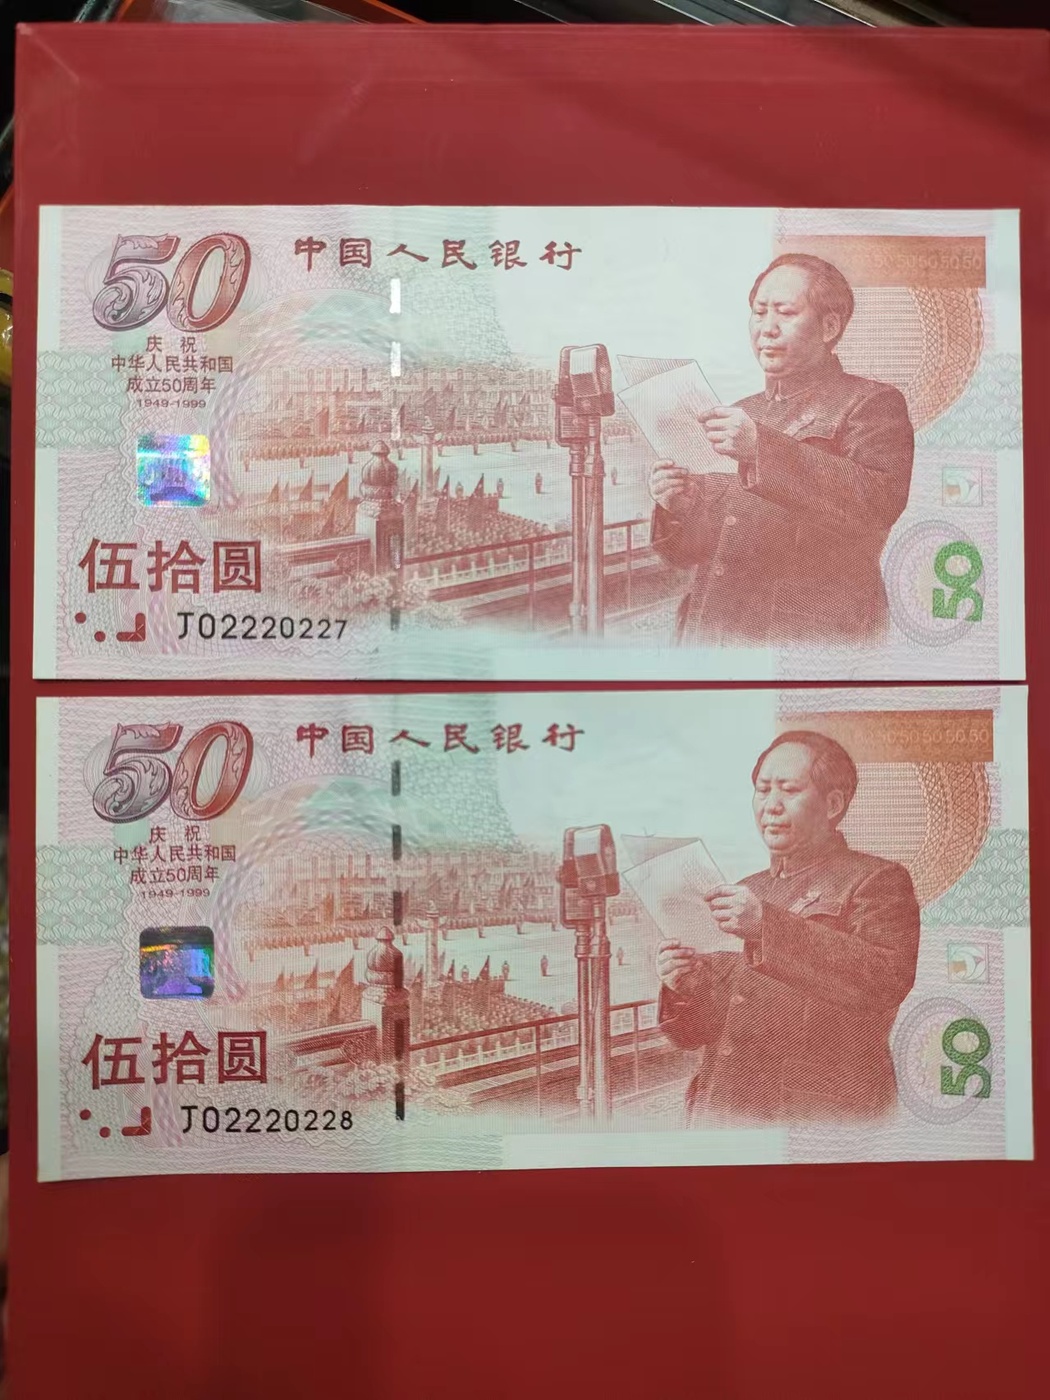 50
中国人民银行
庆祝
中华人民共和国
成立50周年
1949-1999
伍拾圆
J02220227
50
50
中国人民银行
庆祝
中华人民共和国
成立50周年
1949-1999
伍拾圆
J02220228
50